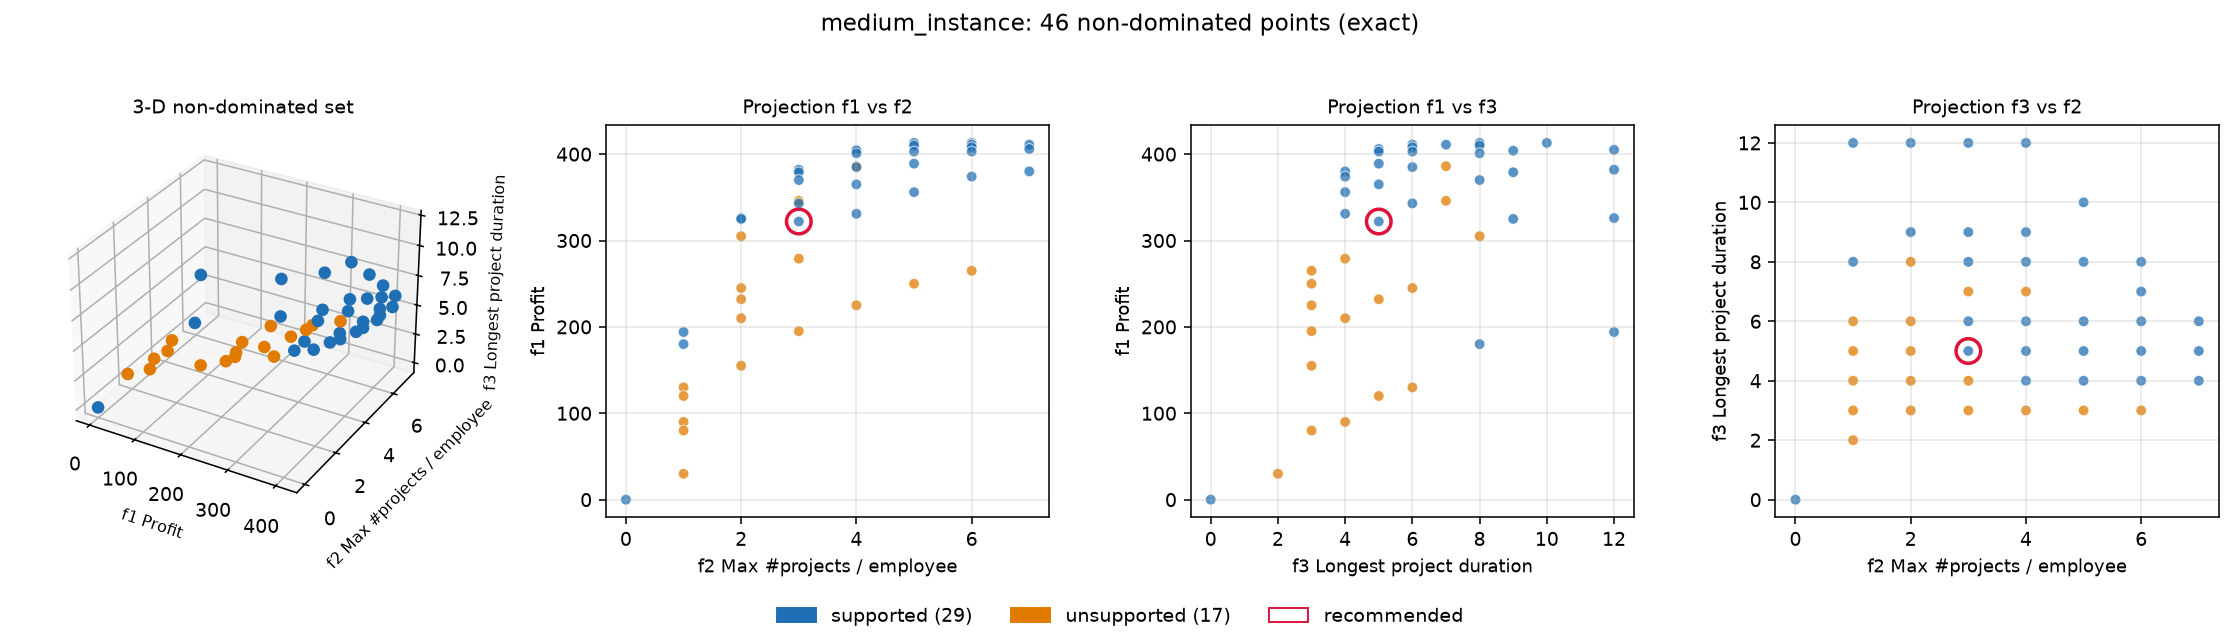 medium_instance: 46 non-dominated points (exact)
3-D non-dominated set
12.5
10.0
7.5
5.0
2.5
0.0
f3 Longest project duration
0
100
200
300
400
f1 Profit
0
2
4
6
f2 Max #projects / employee
Projection f1 vs f2
400
300
200
100
0
f1 Profit
0 2 4 6
f2 Max #projects / employee
Projection f1 vs f3
400
300
200
100
0
f1 Profit
0 2 4 6 8 10 12
f3 Longest project duration
Projection f3 vs f2
12
10
8
6
4
2
0
f3 Longest project duration
0 2 4 6
f2 Max #projects / employee
supported (29) unsupported (17) recommended